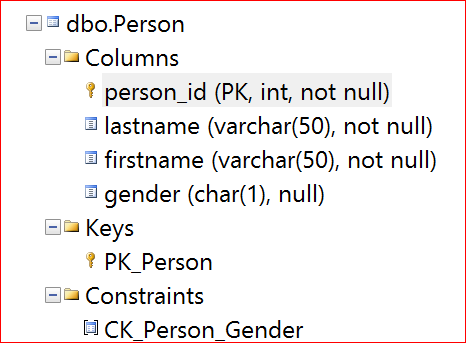 dbo.Person
Columns
person_id (PK, int, not null)
lastname (varchar(50), not null)
firstname (varchar(50), not null)
gender (char(1), null)
Keys
PK_Person
Constraints
CK_Person_Gender